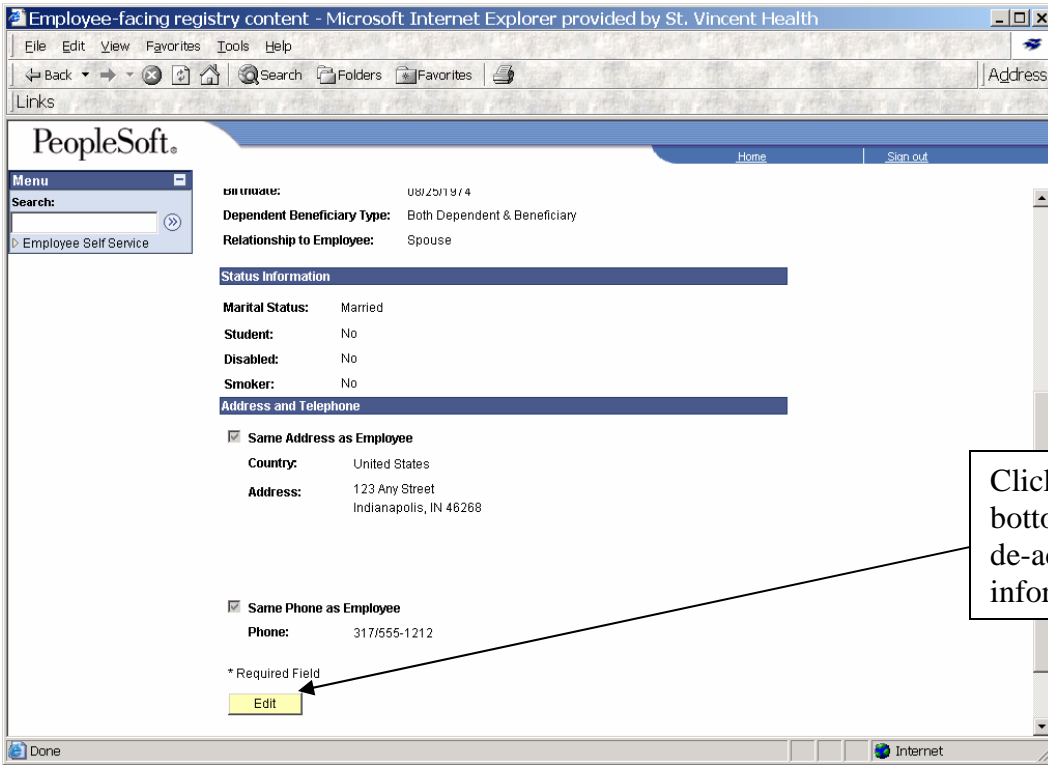 Employee-facing registry content - Microsoft Internet Explorer provided by St. Vincent Health
File Edit View Favorites Tools Help
Back Search Folders Favorites Address
Links
PeopleSoft®
Home Sign out
Menu
Search:
Employee Self Service
Birthdate: 08/25/1974
Dependent Beneficiary Type: Both Dependent & Beneficiary
Relationship to Employee: Spouse
Status Information
Marital Status: Married
Student: No
Disabled: No
Smoker: No
Address and Telephone
Same Address as Employee
Country: United States
Address: 123 Any Street
Indianapolis, IN 46268
Same Phone as Employee
Phone: 317/555-1212
* Required Field
Edit
Done Internet